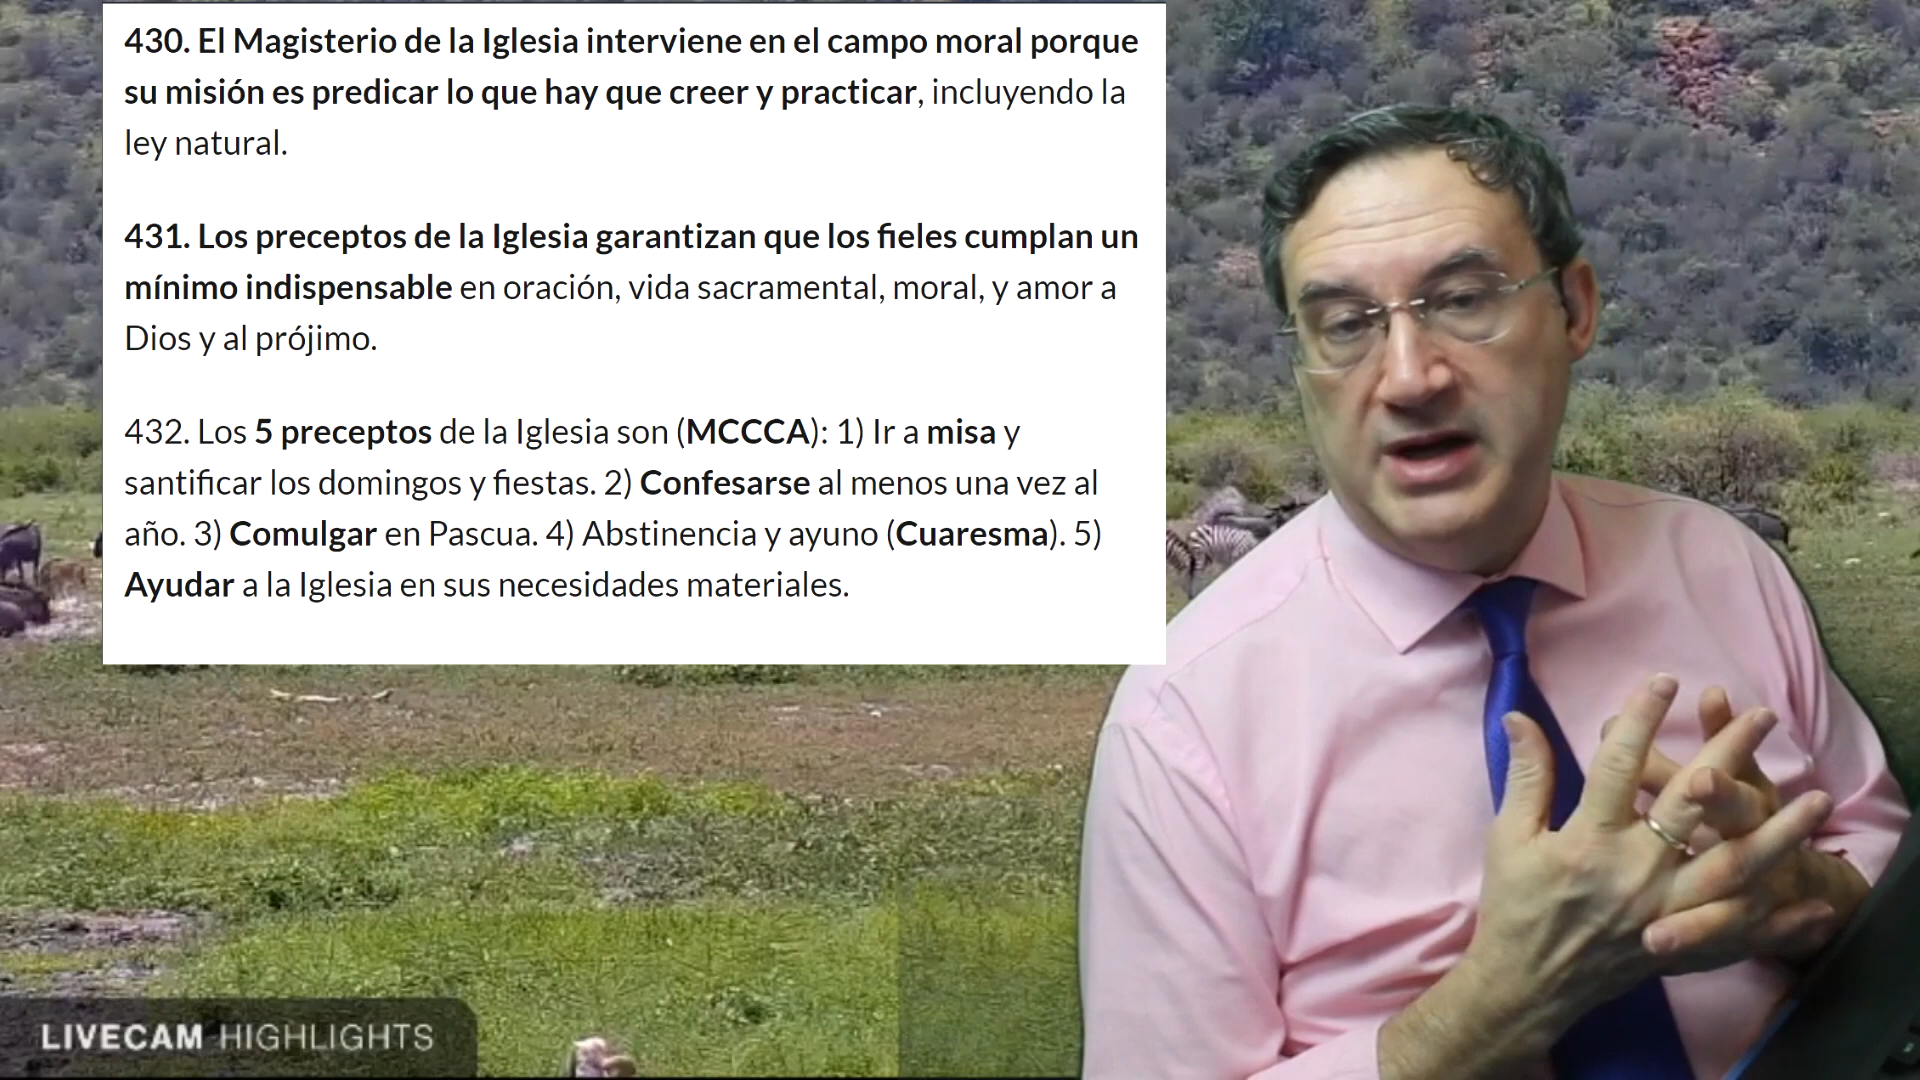 430. El Magisterio de la Iglesia interviene en el campo moral porque
su misión es predicar lo que hay que creer y practicar, incluyendo la
ley natural.
431. Los preceptos de la Iglesia garantizan que los fieles cumplan un
mínimo indispensable en oración, vida sacramental, moral, y amor a
Dios y al prójimo.
432. Los 5 preceptos de la Iglesia son (MCCCA): 1) Ir a misa y
santificar los domingos y fiestas. 2) Confesarse al menos una vez al
año. 3) Comulgar en Pascua. 4) Abstinencia y ayuno (Cuaresma). 5)
Ayudar a la Iglesia en sus necesidades materiales.
LIVECAM HIGHLIGHTS